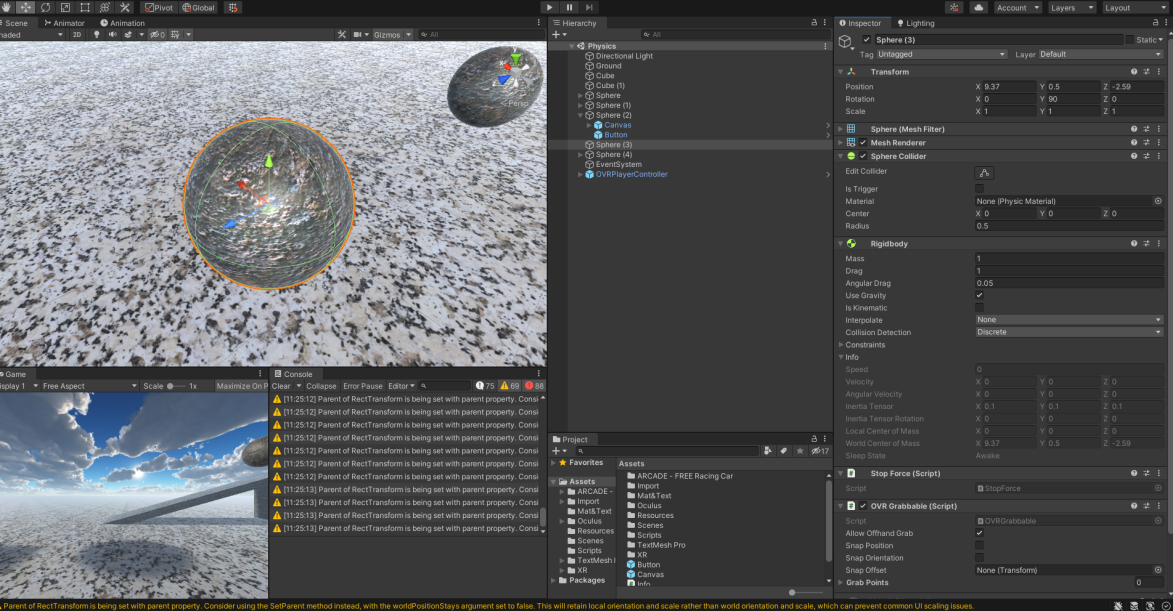 Pivot Global Account Layers Layout
Scene Animator Animation
haded 2D 0 Gizmos All
Persp
Game
isplay 1 Free Aspect Scale 1x Maximize On P
Console
Clear Collapse Error Pause Editor 75 69 88
[11:25:12] Parent of RectTransform is being set with parent property. Consi
[11:25:12] Parent of RectTransform is being set with parent property. Consi
[11:25:12] Parent of RectTransform is being set with parent property. Consi
[11:25:12] Parent of RectTransform is being set with parent property. Consi
[11:25:12] Parent of RectTransform is being set with parent property. Consi
[11:25:12] Parent of RectTransform is being set with parent property. Consi
[11:25:12] Parent of RectTransform is being set with parent property. Consi
[11:25:13] Parent of RectTransform is being set with parent property. Consi
[11:25:13] Parent of RectTransform is being set with parent property. Consi
[11:25:13] Parent of RectTransform is being set with parent property. Consi
[11:25:13] Parent of RectTransform is being set with parent property. Consi
Hierarchy
All
Physics
Directional Light
Ground
Cube
Cube (1)
Sphere
Sphere (1)
Sphere (2)
Canvas
Button
Sphere (3)
Sphere (4)
EventSystem
OVRPlayerController
Project
17
Favorites
Assets
ARCADE -
Import
Mat&Text
Oculus
Resources
Scenes
Scripts
TextMesh
XR
Packages
Assets
ARCADE - FREE Racing Car
Import
Mat&Text
Oculus
Resources
Scenes
Scripts
TextMesh Pro
XR
Button
Canvas
Info
Inspector Lighting
Sphere (3) Static
Tag Untagged Layer Default
Transform
Position X 9.37 Y 0.5 Z -2.59
Rotation X 0 Y 90 Z 0
Scale X 1 Y 1 Z 1
Sphere (Mesh Filter)
Mesh Renderer
Sphere Collider
Edit Collider
Is Trigger
Material None (Physic Material)
Center X 0 Y 0 Z 0
Radius 0.5
Rigidbody
Mass 1
Drag 1
Angular Drag 0.05
Use Gravity
Is Kinematic
Interpolate None
Collision Detection Discrete
Constraints
Info
Speed 0
Velocity X 0 Y 0 Z 0
Angular Velocity X 0 Y 0 Z 0
Inertia Tensor X 0.1 Y 0.1 Z 0.1
Inertia Tensor Rotation X 0 Y 0 Z 0
Local Center of Mass X 0 Y 0 Z 0
World Center of Mass X 9.37 Y 0.5 Z -2.59
Sleep State Awake
Stop Force (Script)
Script StopForce
OVR Grabbable (Script)
Script OVRGrabbable
Allow Offhand Grab
Snap Position
Snap Orientation
Snap Offset None (Transform)
Grab Points 0
Parent of RectTransform is being set with parent property. Consider using the SetParent method instead, with the worldPositionStays argument set to false. This will retain local orientation and scale rather than world orientation and scale, which can prevent common UI scaling issues.